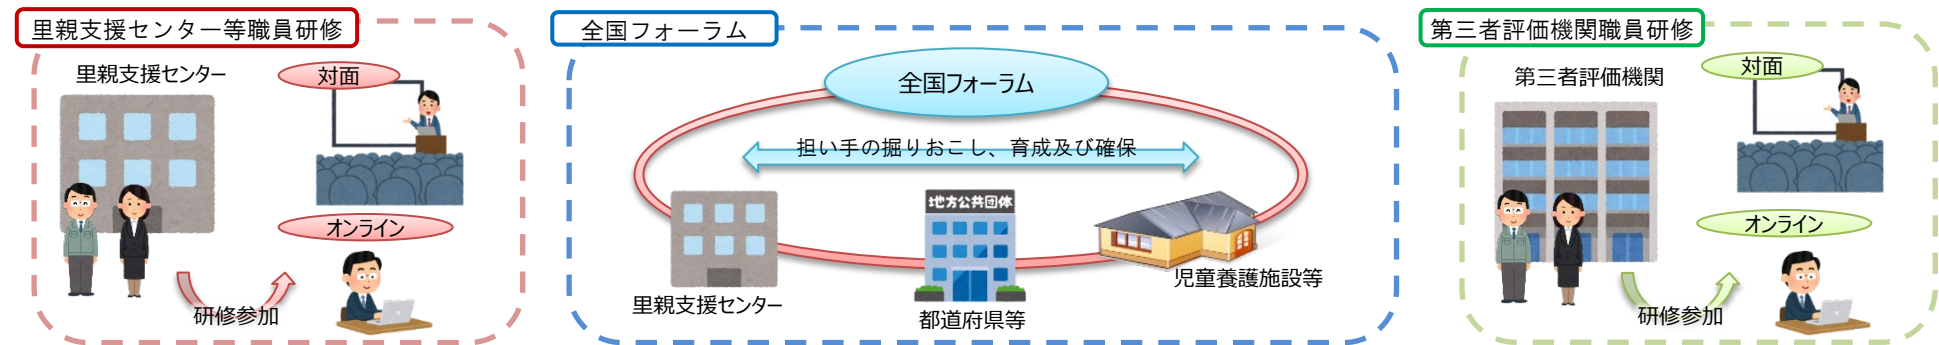 里親支援センター等職員研修
里親支援センター
対面
オンライン
研修参加
全国フォーラム
全国フォーラム
担い手の掘りおこし、育成及び確保
里親支援センター
地方公共団体
都道府県等
児童養護施設等
第三者評価機関職員研修
第三者評価機関
対面
オンライン
研修参加